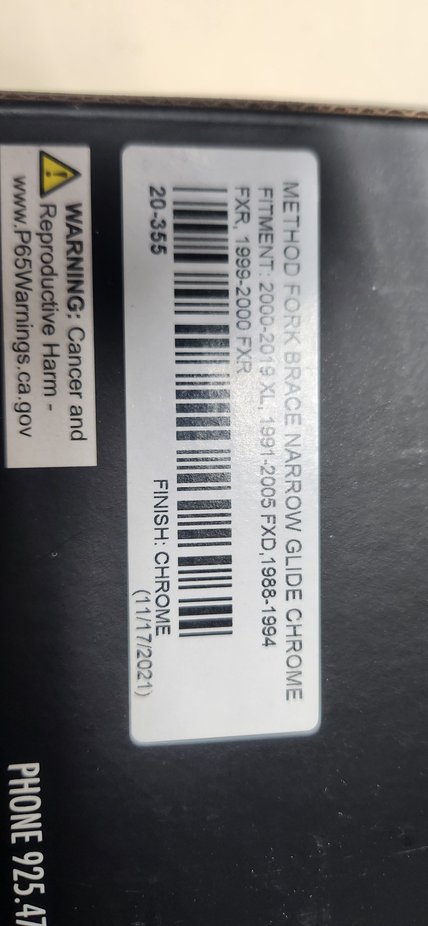 METHOD FORK BRACE NARROW GLIDE CHROME
FITMENT: 2000-2019 XL, 1991-2005 FXD,1988-1994
FXR, 1999-2000 FXR
20-355
FINISH: CHROME
(11/17/2021)
WARNING: Cancer and
Reproductive Harm -
www.P65Warnings.ca.gov
PHONE 925.47